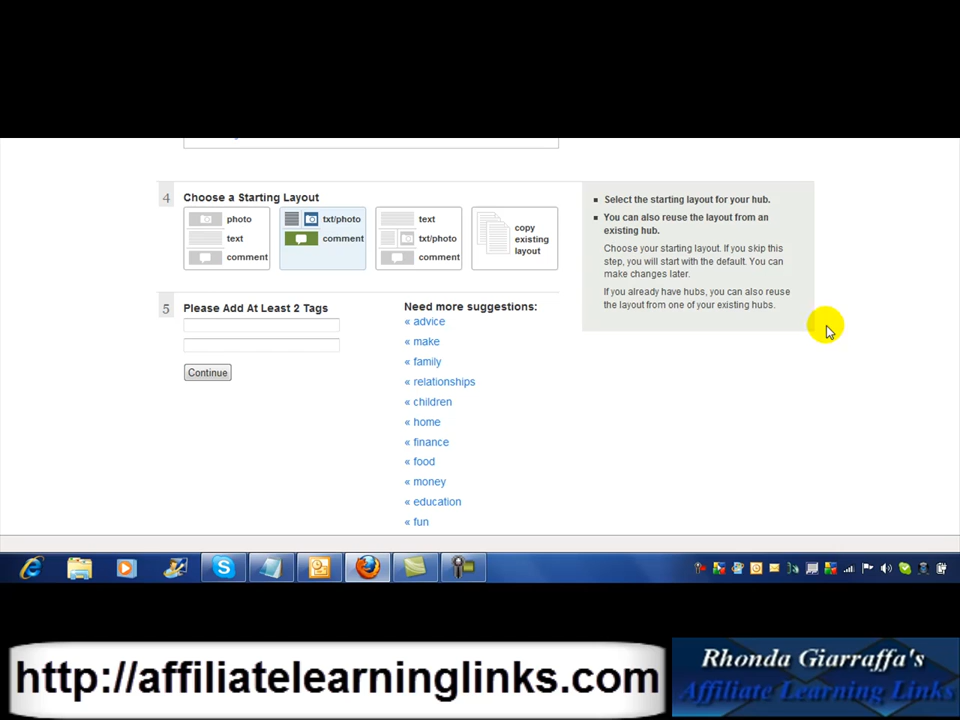 4
Choose a Starting Layout
photo
text
comment
txt/photo
comment
text
txt/photo
comment
copy
existing
layout
Select the starting layout for your hub.
You can also reuse the layout from an
existing hub.
Choose your starting layout. If you skip this
step, you will start with the default. You can
make changes later.
If you already have hubs, you can also reuse
the layout from one of your existing hubs.
5
Please Add At Least 2 Tags
Continue
Need more suggestions:
« advice
« make
« family
« relationships
« children
« home
« finance
« food
« money
« education
« fun
http://affiliatelearninglinks.com
Rhonda Giarraffa's
Affiliate Learning Links